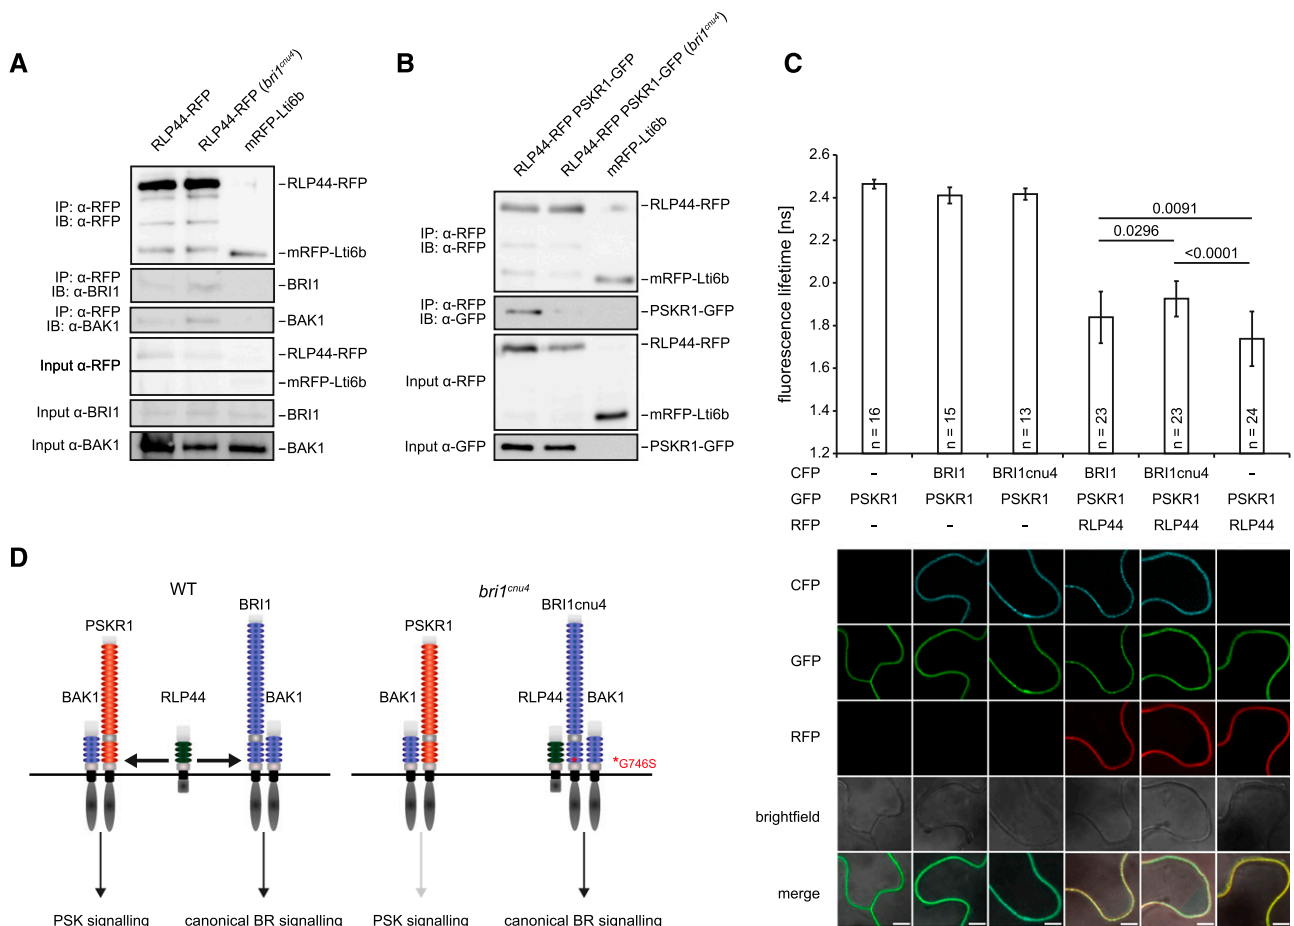 A
RLP44-RFP
RLP44-RFP (bri1cnu4)
mRFP-Lti6b
IP: α-RFP
IB: α-RFP
–RLP44-RFP
–mRFP-Lti6b
IP: α-RFP
IB: α-BRI1
–BRI1
IP: α-RFP
IB: α-BAK1
–BAK1
Input α-RFP
–RLP44-RFP
–mRFP-Lti6b
Input α-BRI1
–BRI1
Input α-BAK1
–BAK1
B
RLP44-RFP PSKR1-GFP
RLP44-RFP PSKR1-GFP (bri1cnu4)
mRFP-Lti6b
IP: α-RFP
IB: α-RFP
–RLP44-RFP
–mRFP-Lti6b
IP: α-RFP
IB: α-GFP
–PSKR1-GFP
Input α-RFP
–RLP44-RFP
–mRFP-Lti6b
Input α-GFP
–PSKR1-GFP
C
fluorescence lifetime [ns]
2.6
2.4
2.2
2.0
1.8
1.6
1.4
1.2
0.0091
0.0296
<0.0001
n = 16
n = 15
n = 13
n = 23
n = 23
n = 24
CFP - BRI1 BRI1cnu4 BRI1 BRI1cnu4 -
GFP PSKR1 PSKR1 PSKR1 PSKR1 PSKR1 PSKR1
RFP - - - RLP44 RLP44 RLP44
CFP
GFP
RFP
brightfield
merge
D
WT
PSKR1
BRI1
BAK1
RLP44
BAK1
PSK signalling
canonical BR signalling
bri1cnu4
PSKR1
BRI1cnu4
BAK1
RLP44
BAK1
*
*G746S
PSK signalling
canonical BR signalling